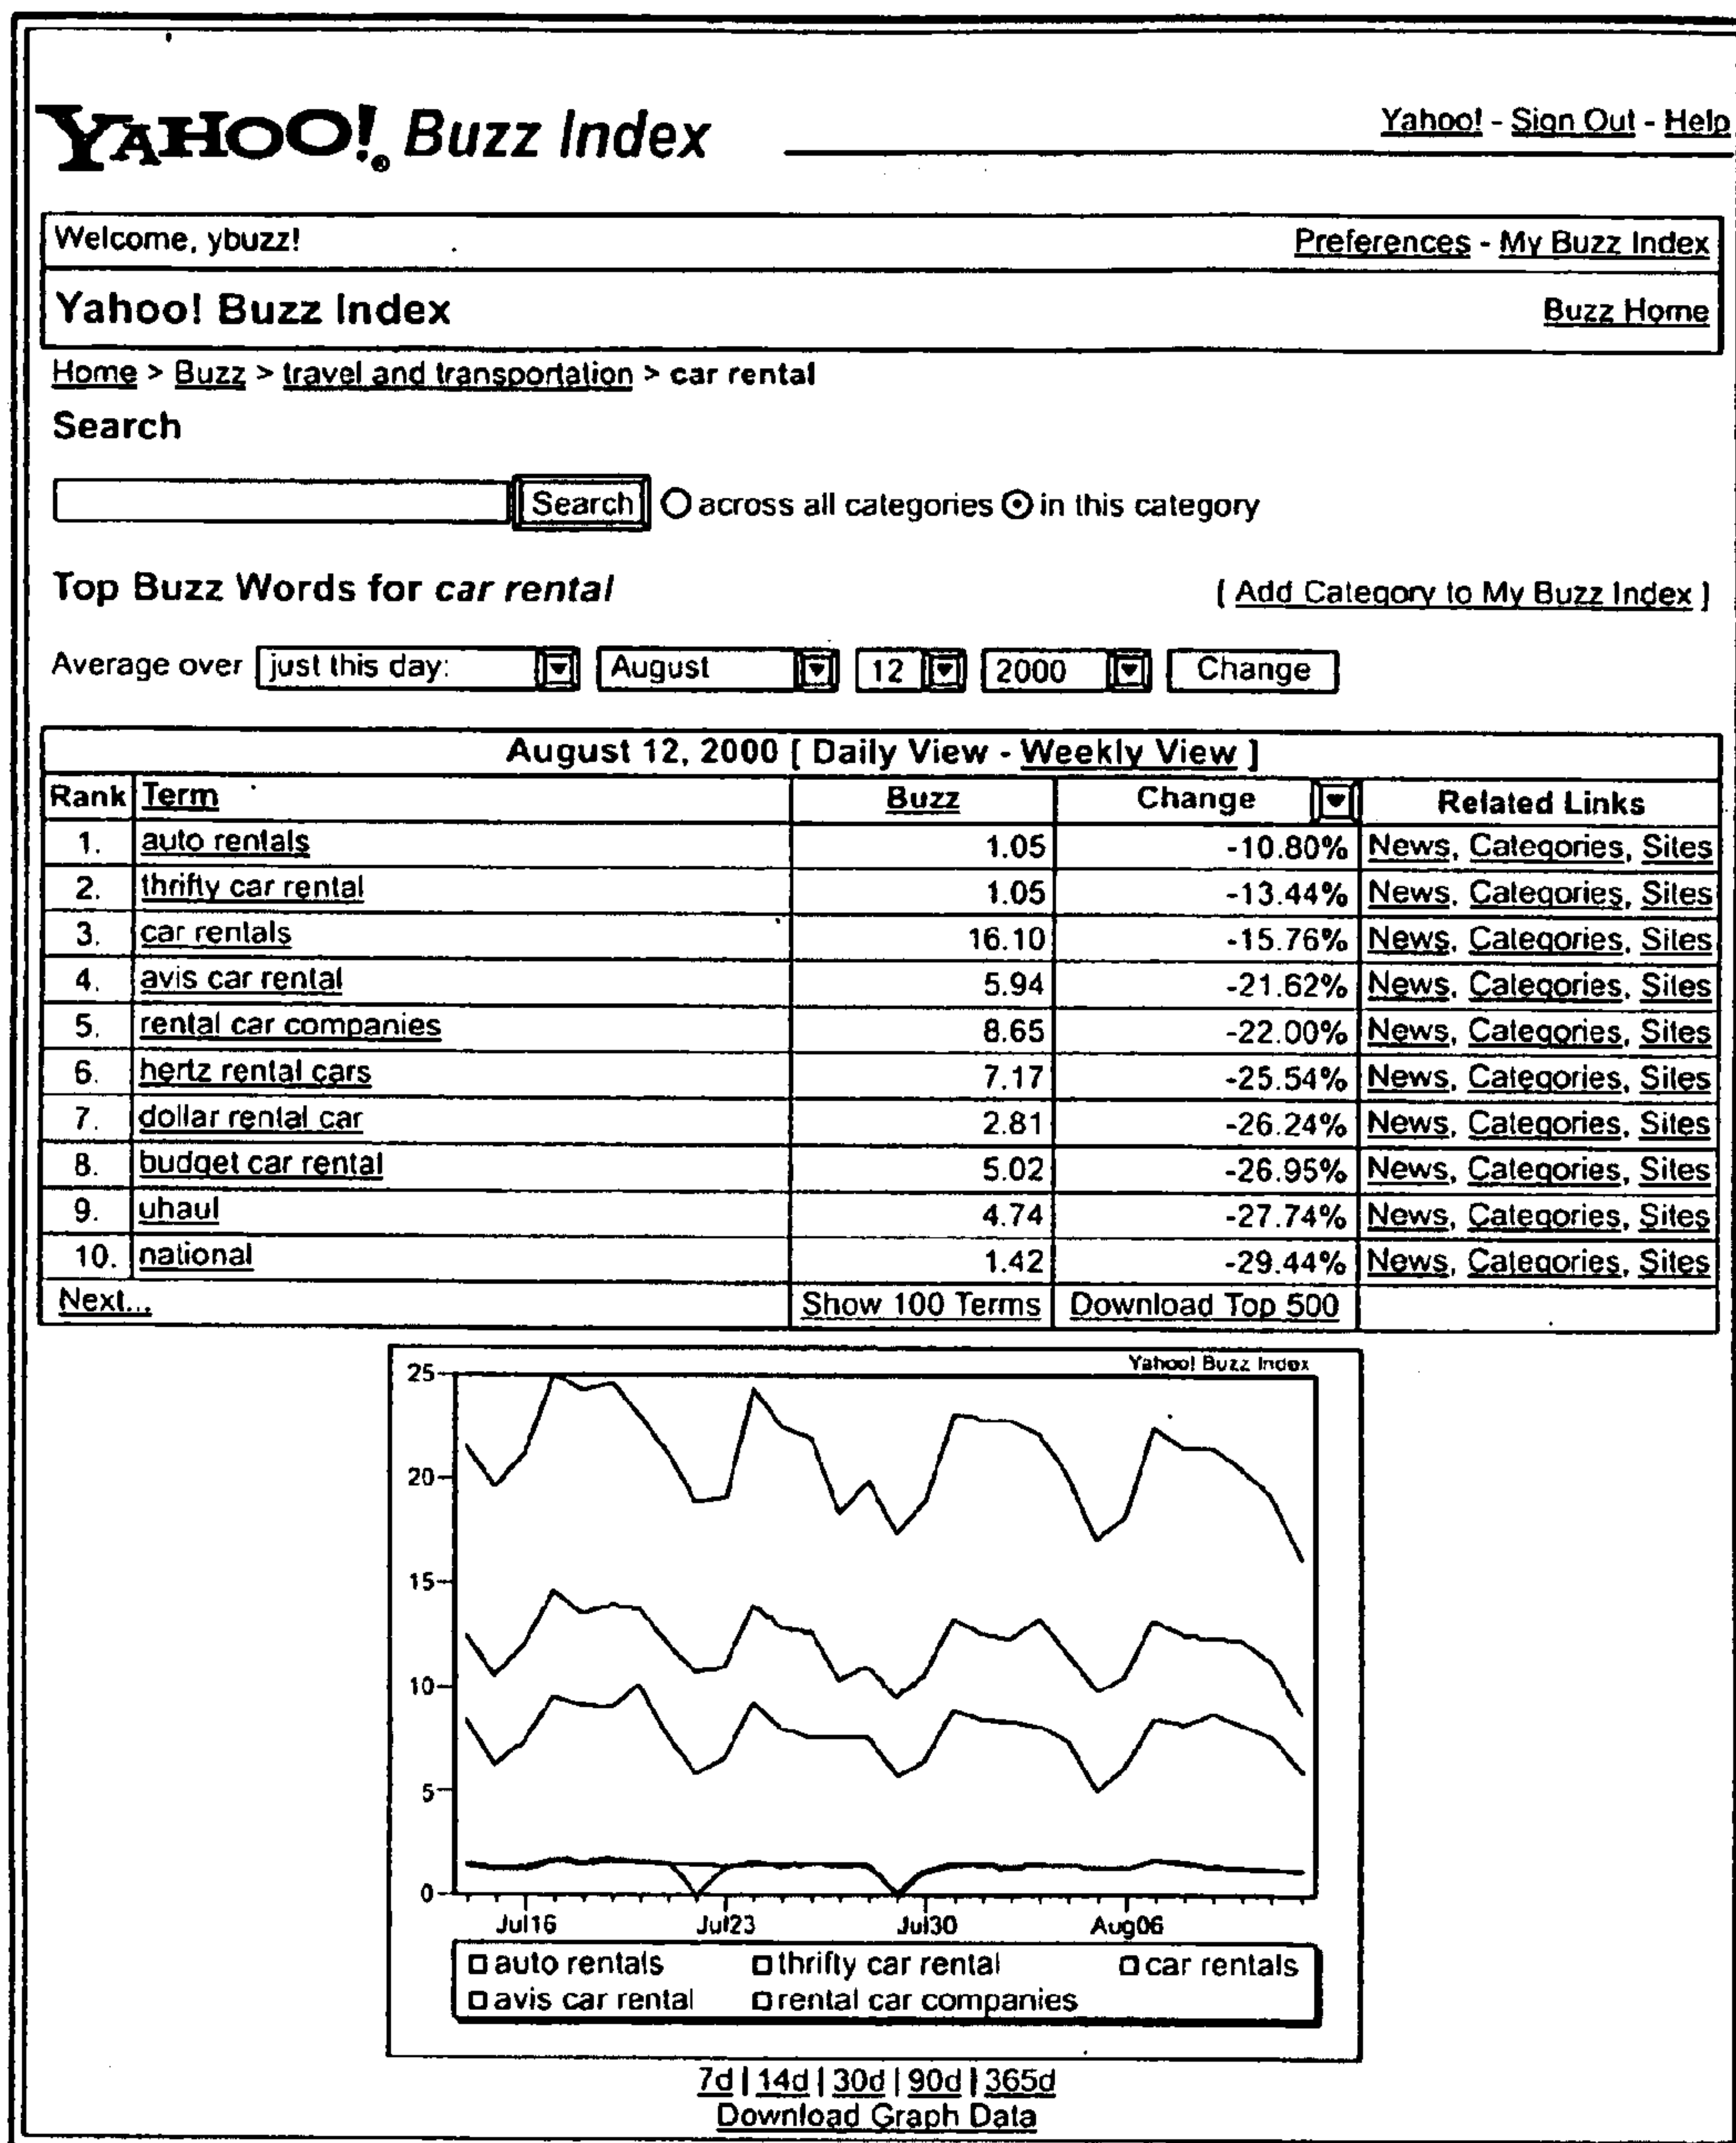 YAHOO!® Buzz Index
Yahoo! - Sign Out - Help
Welcome, ybuzz! Preferences - My Buzz Index
Yahoo! Buzz Index Buzz Home
Home > Buzz > travel and transportation > car rental
Search
Search across all categories in this category
Top Buzz Words for car rental [ Add Category to My Buzz Index ]
Average over just this day: August 12 2000 Change
August 12, 2000 [ Daily View - Weekly View ]
Rank Term Buzz Change Related Links
1. auto rentals 1.05 -10.80% News, Categories, Sites
2. thrifty car rental 1.05 -13.44% News, Categories, Sites
3. car rentals 16.10 -15.76% News, Categories, Sites
4. avis car rental 5.94 -21.62% News, Categories, Sites
5. rental car companies 8.65 -22.00% News, Categories, Sites
6. hertz rental cars 7.17 -25.54% News, Categories, Sites
7. dollar rental car 2.81 -26.24% News, Categories, Sites
8. budget car rental 5.02 -26.95% News, Categories, Sites
9. uhaul 4.74 -27.74% News, Categories, Sites
10. national 1.42 -29.44% News, Categories, Sites
Next... Show 100 Terms Download Top 500
Yahoo! Buzz Index
25
20
15
10
5
0
Jul16 Jul23 Jul30 Aug06
auto rentals thrifty car rental car rentals
avis car rental rental car companies
7d | 14d | 30d | 90d | 365d
Download Graph Data